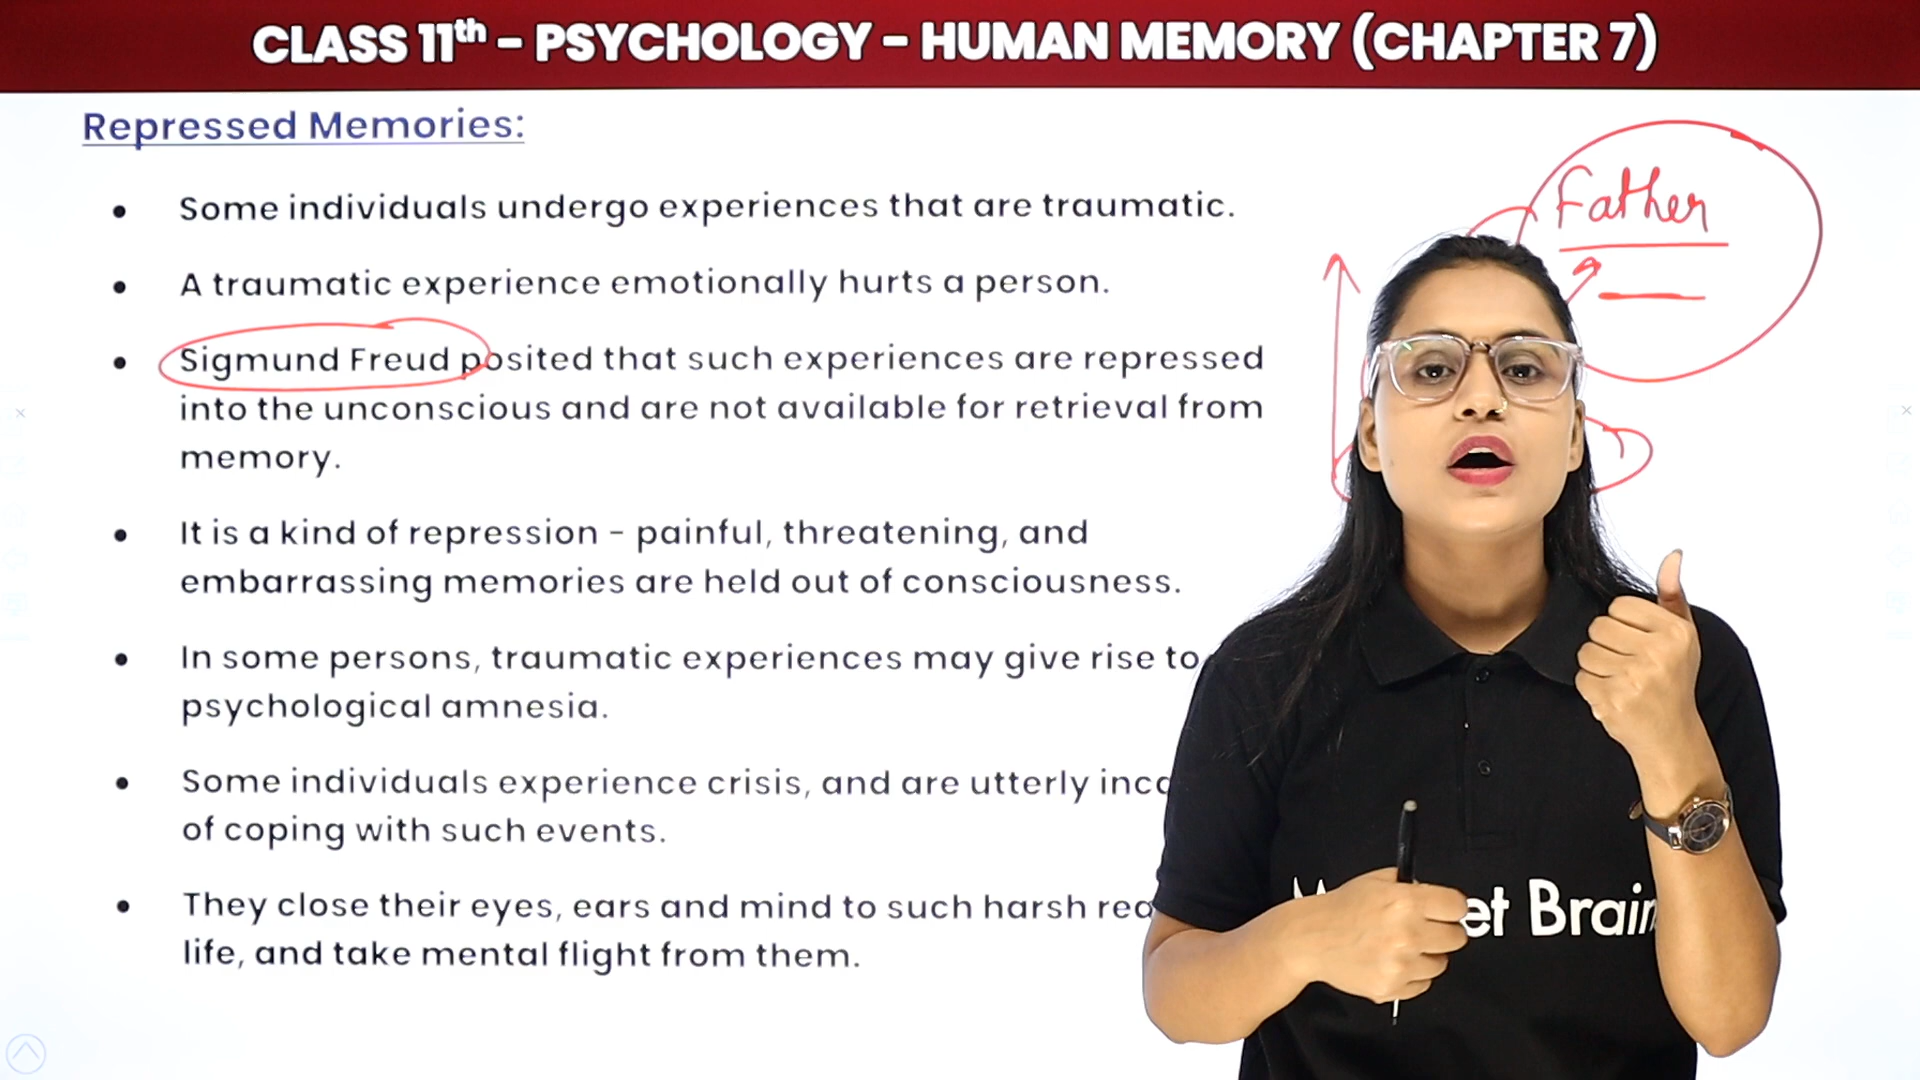 CLASS 11th - PSYCHOLOGY - HUMAN MEMORY (CHAPTER 7)
Repressed Memories:
Father
• Some individuals undergo experiences that are traumatic.
• A traumatic experience emotionally hurts a person.
• Sigmund Freud posited that such experiences are repressed
into the unconscious and are not available for retrieval from
memory.
• It is a kind of repression - painful, threatening, and
embarrassing memories are held out of consciousness.
• In some persons, traumatic experiences may give rise to
psychological amnesia.
• Some individuals experience crisis, and are utterly
of coping with such events.
• They close their eyes, ears and mind to such harsh
life, and take mental flight from them.
Brain